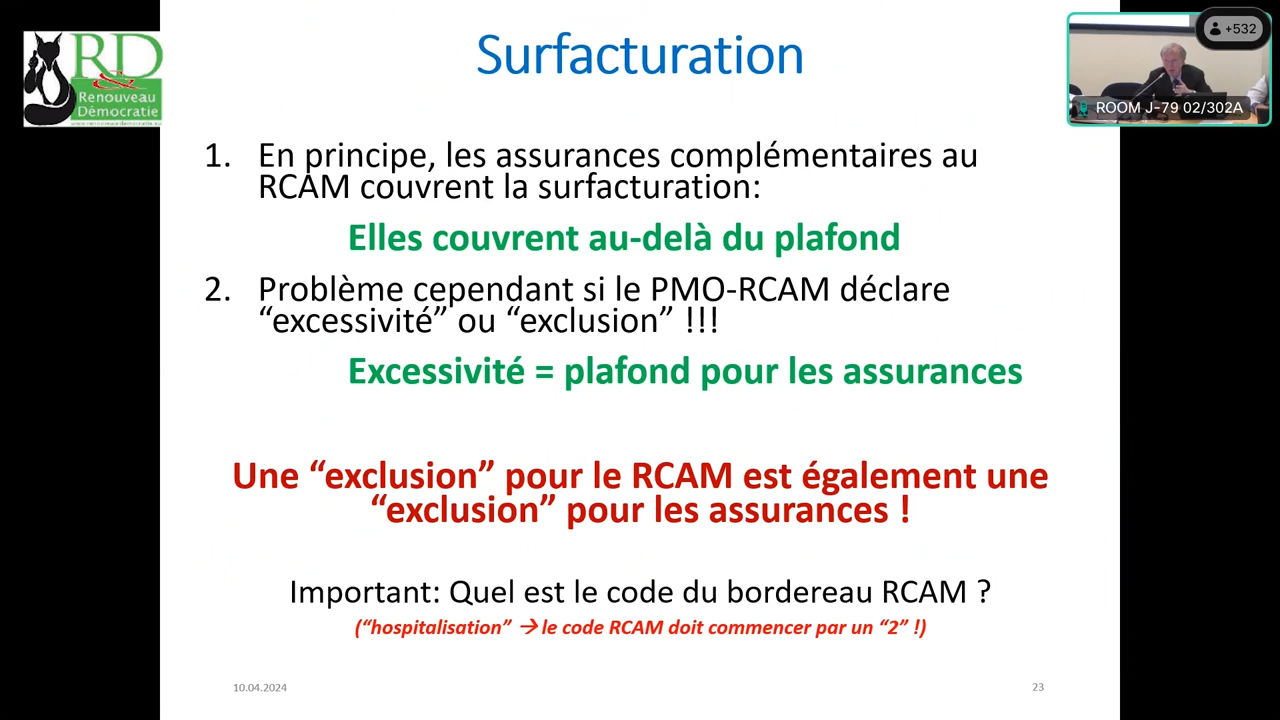 Surfacturation
+532
ROOM J-79 02/302A
RD
Renouveau
&
Démocratie
1. En principe, les assurances complémentaires au
RCAM couvrent la surfacturation:
Elles couvrent au-delà du plafond
2. Problème cependant si le PMO-RCAM déclare
“excessivité” ou “exclusion” !!!
Excessivité = plafond pour les assurances
Une “exclusion” pour le RCAM est également une
“exclusion” pour les assurances !
Important: Quel est le code du bordereau RCAM ?
(“hospitalisation” → le code RCAM doit commencer par un “2” !)
10.04.2024
23